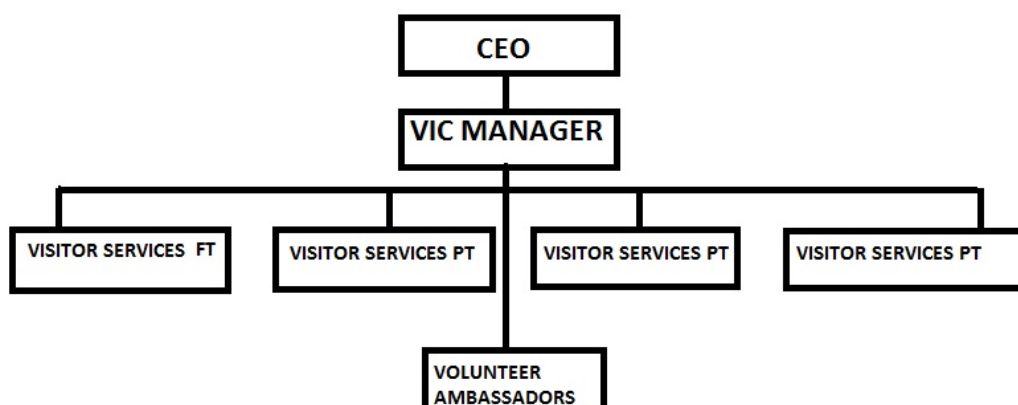 CEO
VIC MANAGER
VISITOR SERVICES FT
VISITOR SERVICES PT
VISITOR SERVICES PT
VISITOR SERVICES PT
VOLUNTEER
AMBASSADORS